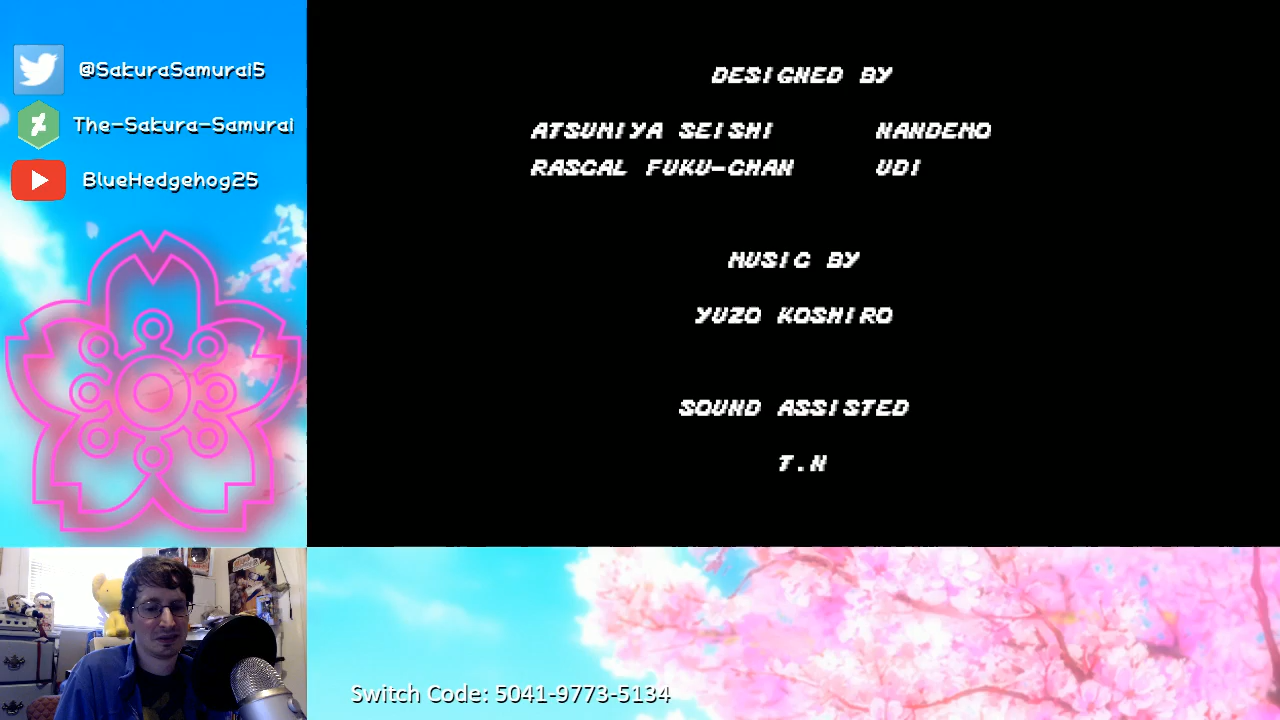 @SakuraSamurai5
The-Sakura-Samurai
BlueHedgehog25
DESIGNED BY
ATSUMIYA SEISHI NANDEMO
RASCAL FUKU-CHAN UDI
MUSIC BY
YUZO KOSHIRO
SOUND ASSISTED
T.N
Switch Code: 5041-9773-5134